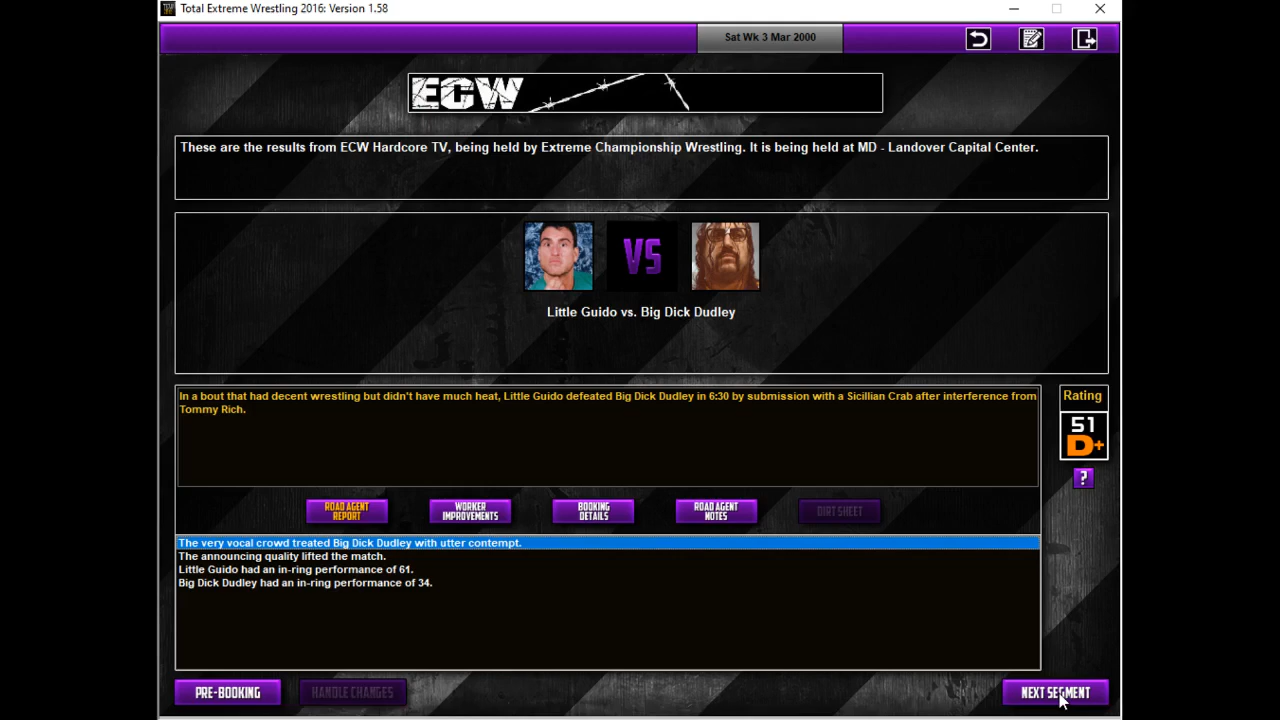 Total Extreme Wrestling 2016: Version 1.58
Sat Wk 3 Mar 2000
ECW
These are the results from ECW Hardcore TV, being held by Extreme Championship Wrestling. It is being held at MD - Landover Capital Center.
VS
Little Guido vs. Big Dick Dudley
In a bout that had decent wrestling but didn't have much heat, Little Guido defeated Big Dick Dudley in 6:30 by submission with a Sicillian Crab after interference from
Tommy Rich.
Rating
51
D+
?
ROAD AGENT
REPORT
WORKER
IMPROVEMENTS
BOOKING
DETAILS
ROAD AGENT
NOTES
DIRT SHEET
The very vocal crowd treated Big Dick Dudley with utter contempt.
The announcing quality lifted the match.
Little Guido had an in-ring performance of 61.
Big Dick Dudley had an in-ring performance of 34.
PRE-BOOKING
HANDLE CHANGES
NEXT SEGMENT